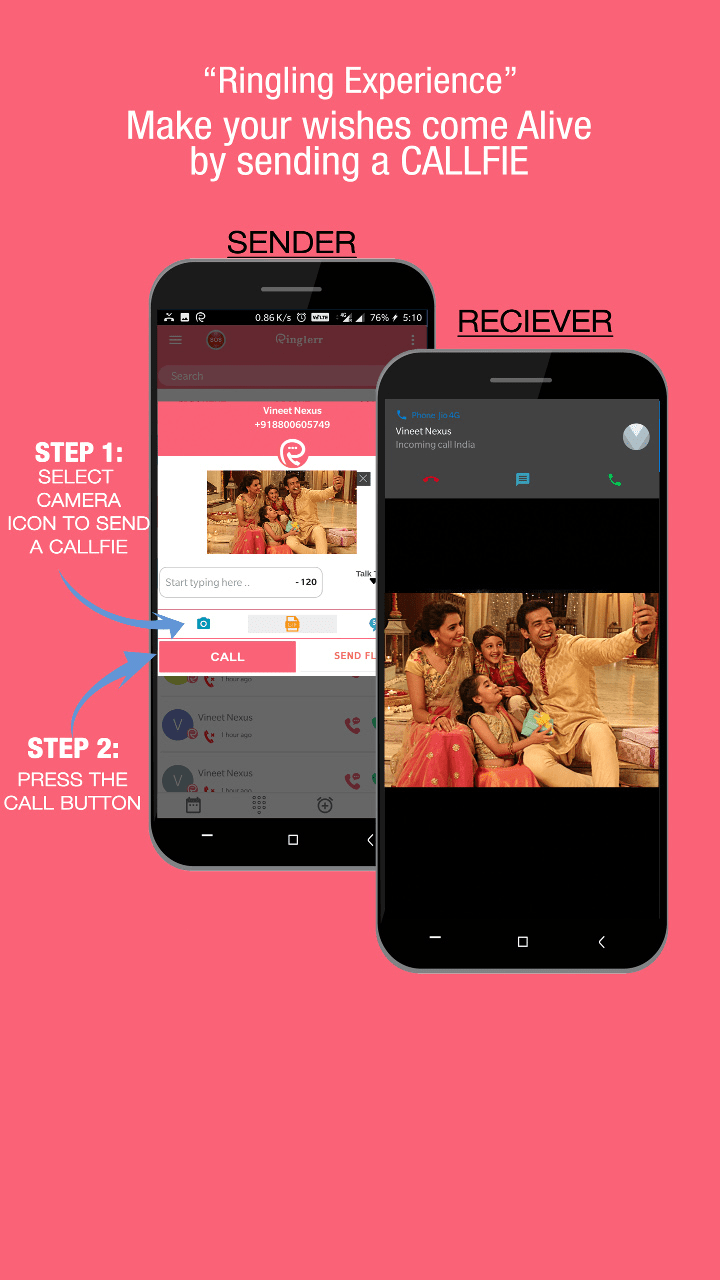 “Ringling Experience”
Make your wishes come Alive
by sending a CALLFIE
SENDER
RECIEVER
0.86 K/s VoLTE 4G 76% 5:10
SOS
Ringlerr
Search
Vineet Nexus
+918800605749
Start typing here ..
- 120
Talk
CALL
SEND FL
1 hour ago
V
Vineet Nexus
1 hour ago
V
Vineet Nexus
1 hour ago
STEP 1:
SELECT
CAMERA
ICON TO SEND
A CALLFIE
STEP 2:
PRESS THE
CALL BUTTON
Phone Jio4G
Vineet Nexus
Incoming call India